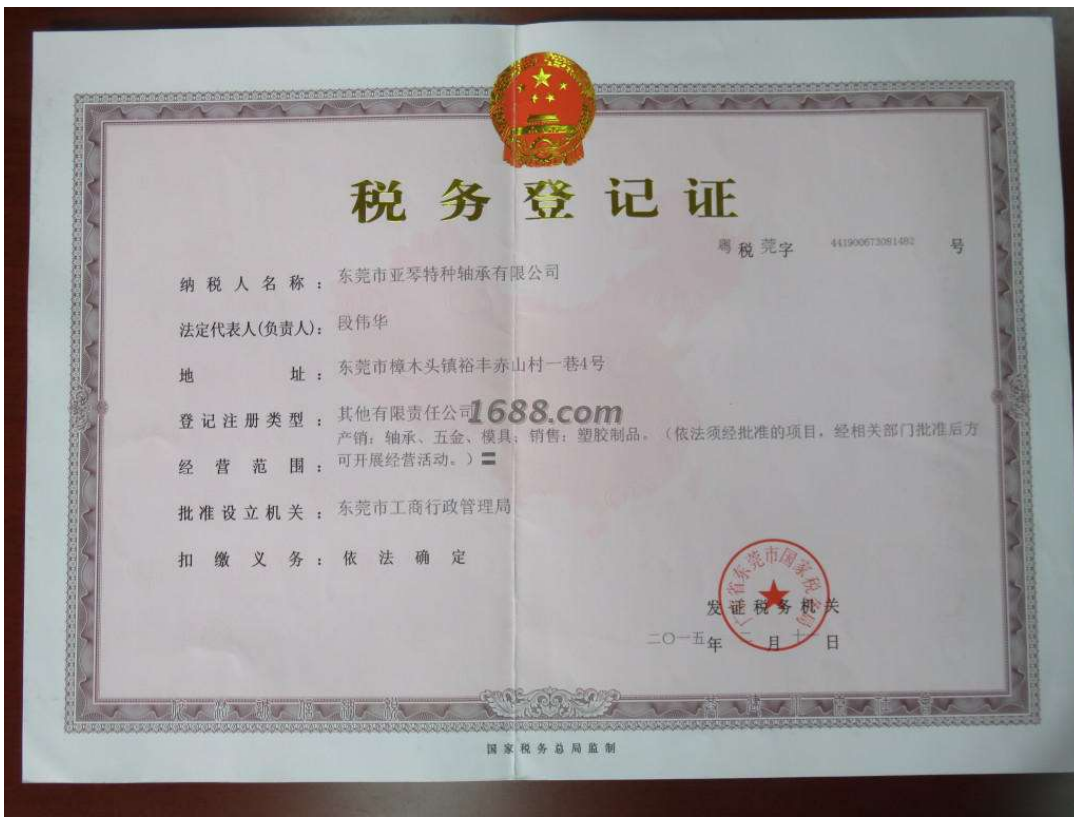 税务登记证
粤税莞字 441900673081482 号
纳税人名称：东莞市亚琴特种轴承有限公司
法定代表人(负责人)：段伟华
地址：东莞市樟木头镇裕丰赤山村一巷4号
登记注册类型：其他有限责任公司
1688.com
产销：轴承、五金、模具；销售：塑胶制品。（依法须经批准的项目，经相关部门批准后方
经营范围：可开展经营活动。）〓
批准设立机关：东莞市工商行政管理局
扣缴义务：依法确定
广东省东莞市国家税务局
发证税务机关
二〇一五年二月十日
国家税务总局监制